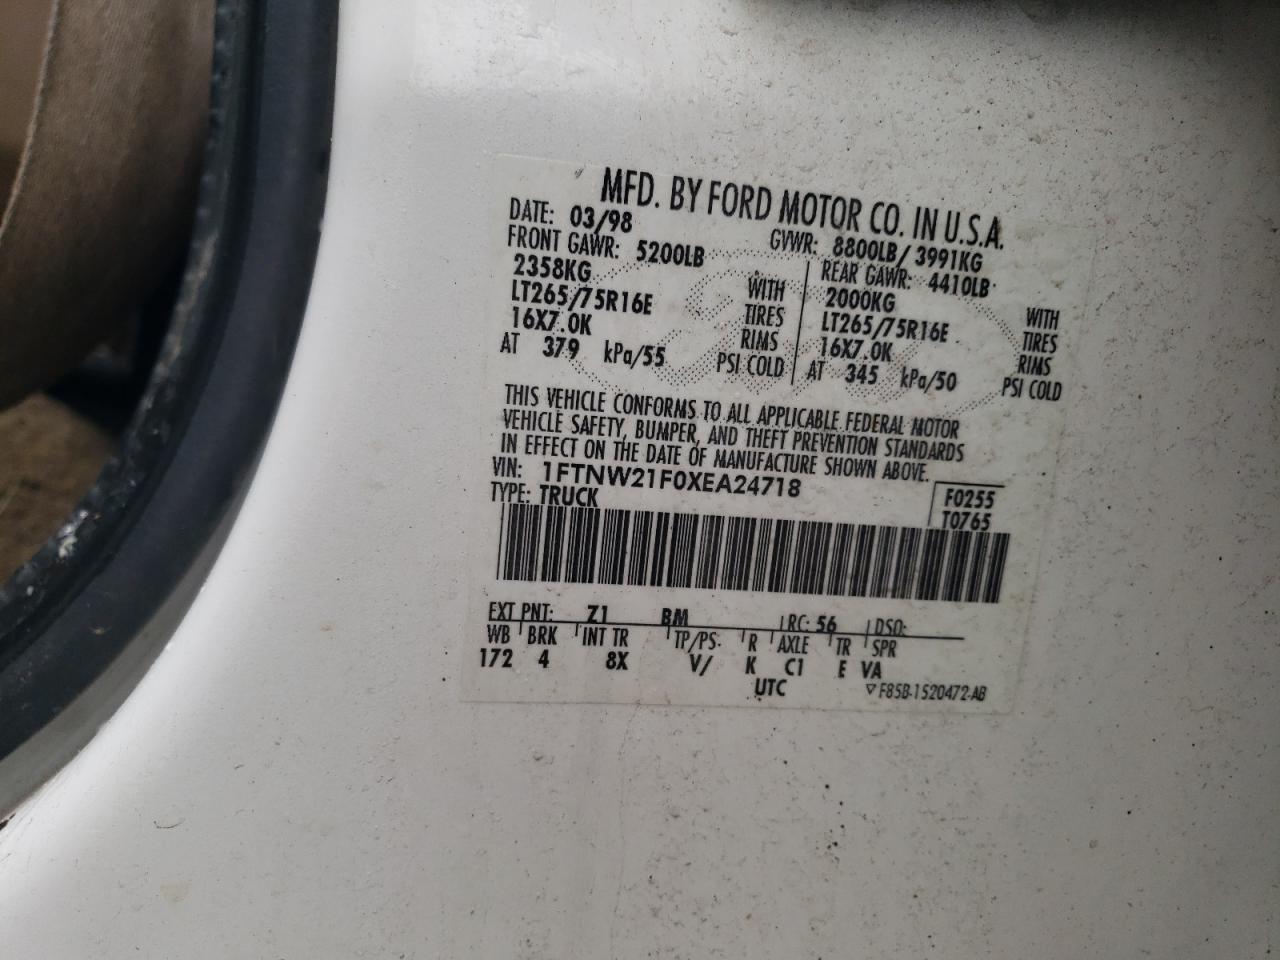 MFD. BY FORD MOTOR CO. IN U.S.A.
DATE: 03/98 GVWR: 8800LB/ 3991KG
FRONT GAWR: 5200LB REAR GAWR: 4410LB
2358KG WITH 2000KG WITH
LT265/75R16E TIRES LT265/75R16E TIRES
16X7.0K RIMS 16X7.0K RIMS
AT 379 kPa/55 PSI COLD AT 345 kPa/50 PSI COLD
THIS VEHICLE CONFORMS TO ALL APPLICABLE FEDERAL MOTOR
VEHICLE SAFETY, BUMPER, AND THEFT PREVENTION STANDARDS
IN EFFECT ON THE DATE OF MANUFACTURE SHOWN ABOVE.
VIN: 1FTNW21F0XEA24718
TYPE: TRUCK F0255
T0765
EXT PNT: Z1 BM RC: 56 DSO:
WB BRK INT TR TP/PS R AXLE TR SPR
172 4 8X V/ K C1 E VA
UTC ▽F85B-1520472-AB